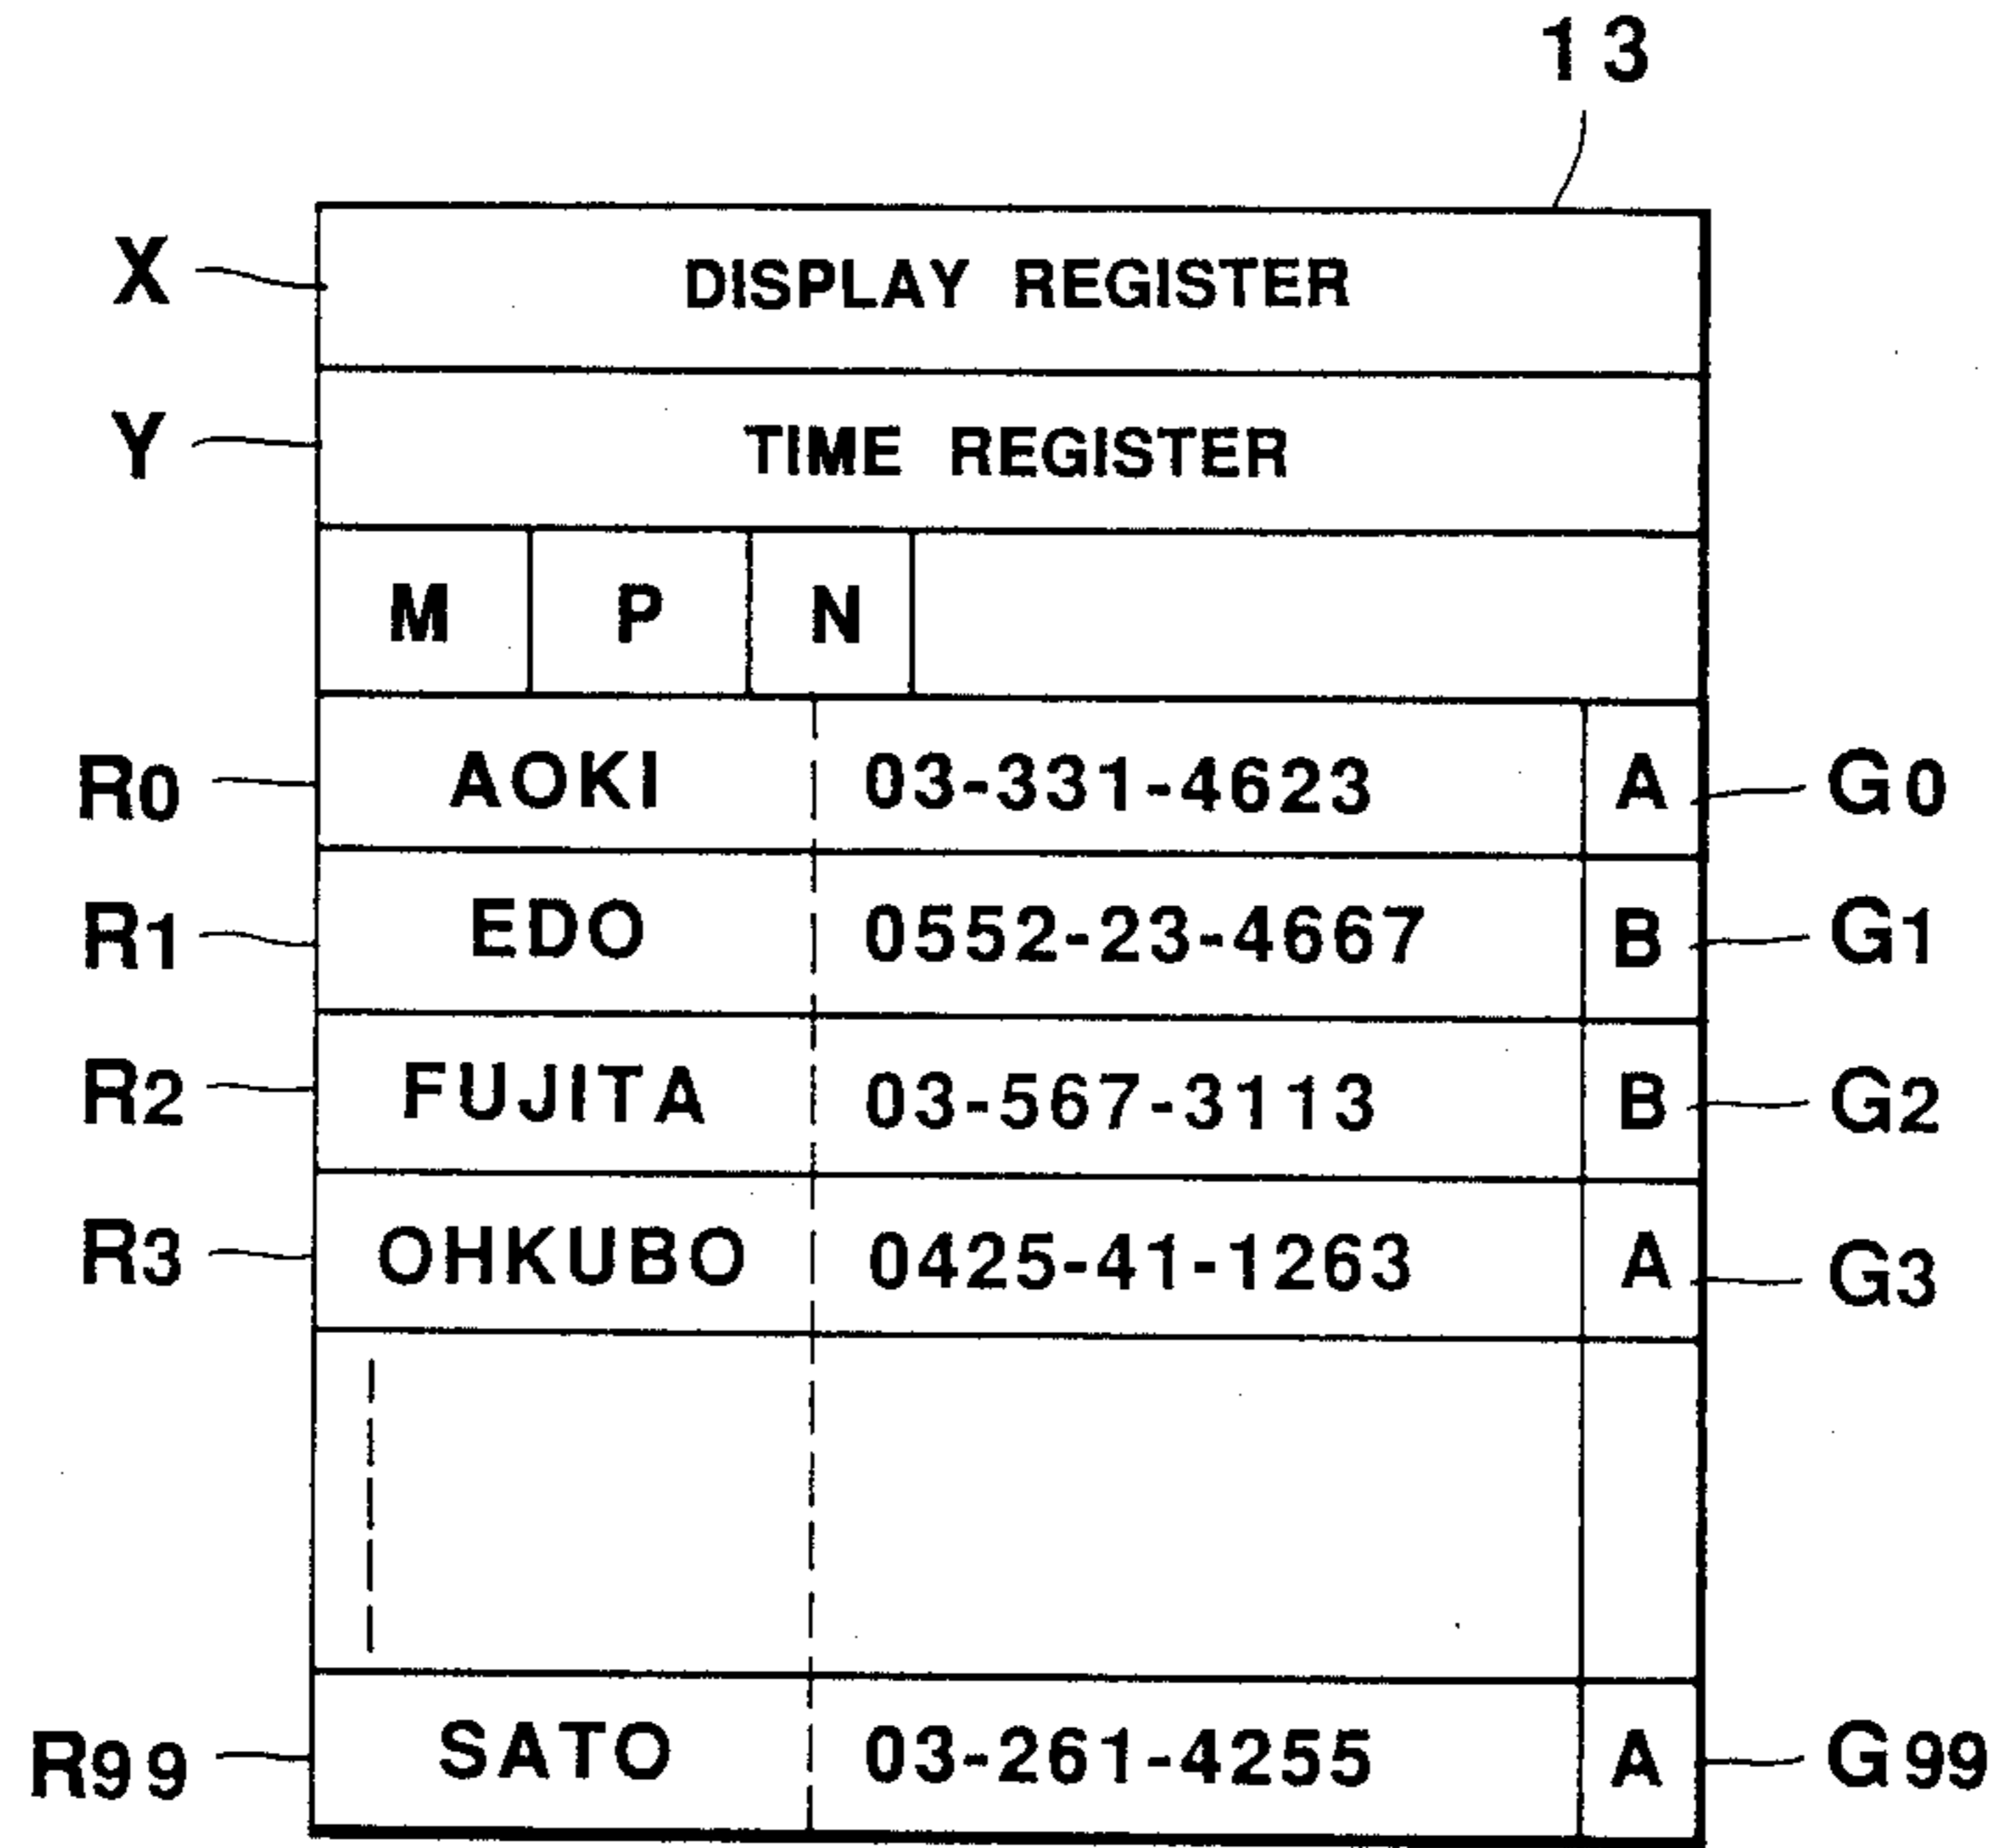 13
X DISPLAY REGISTER
Y TIME REGISTER
M P N
R0 AOKI 03-331-4623 A G0
R1 EDO 0552-23-4667 B G1
R2 FUJITA 03-567-3113 B G2
R3 OHKUBO 0425-41-1263 A G3
R99 SATO 03-261-4255 A G99